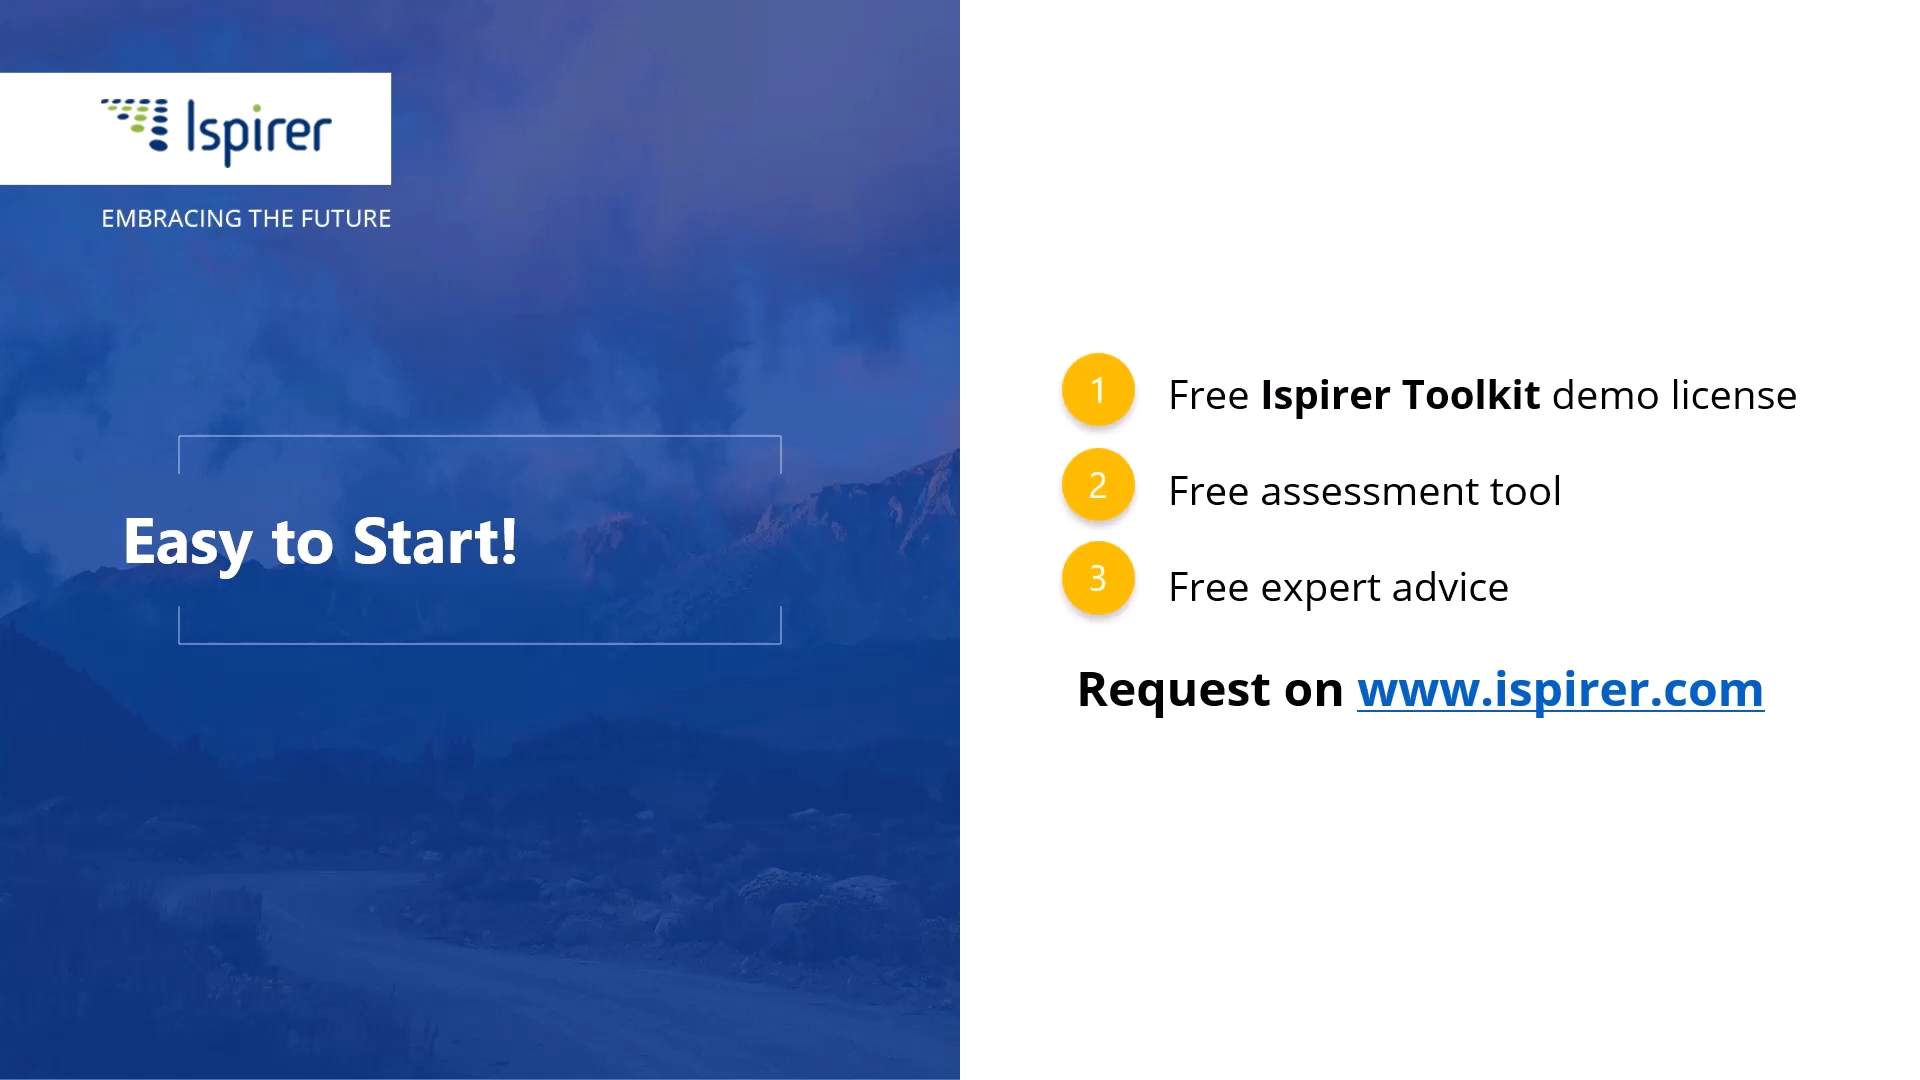 Ispirer
EMBRACING THE FUTURE
Easy to Start!
1 Free Ispirer Toolkit demo license
2 Free assessment tool
3 Free expert advice
Request on www.ispirer.com